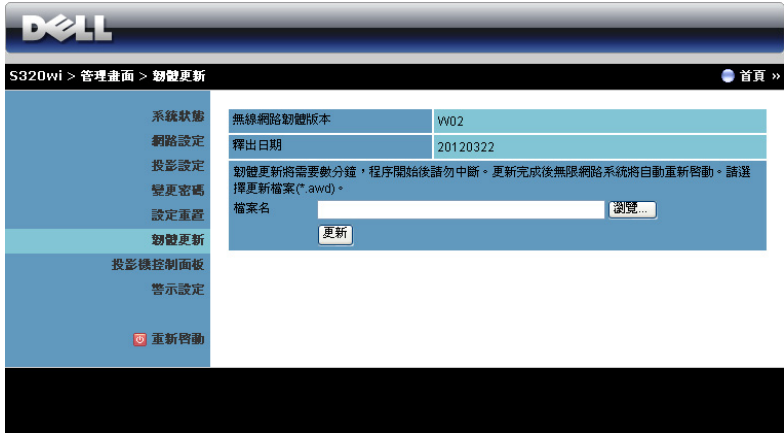 DELL
S320wi > 管理畫面 > 韌體更新
首頁 »
系統狀態
網路設定
投影設定
變更密碼
設定重置
韌體更新
投影機控制面板
警示設定
重新啓動
無線網路韌體版本 W02
釋出日期 20120322
韌體更新將需要數分鐘，程序開始後請勿中斷。更新完成後無限網路系統將自動重新啓動。請選
擇更新檔案(*.awd)。
檔案名 瀏覽...
更新